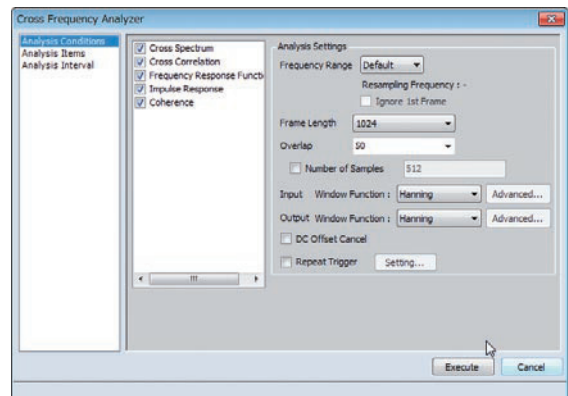 Cross Frequency Analyzer
Analysis Conditions
Analysis Items
Analysis Interval
Cross Spectrum
Cross Correlation
Frequency Response Functi
Impulse Response
Coherence
Analysis Settings
Frequency Range Default
Resampling Frequency : -
Ignore 1st Frame
Frame Length 1024
Overlap 50
Number of Samples 512
Input Window Function : Hanning Advanced...
Output Window Function : Hanning Advanced...
DC Offset Cancel
Repeat Trigger Setting...
Execute Cancel